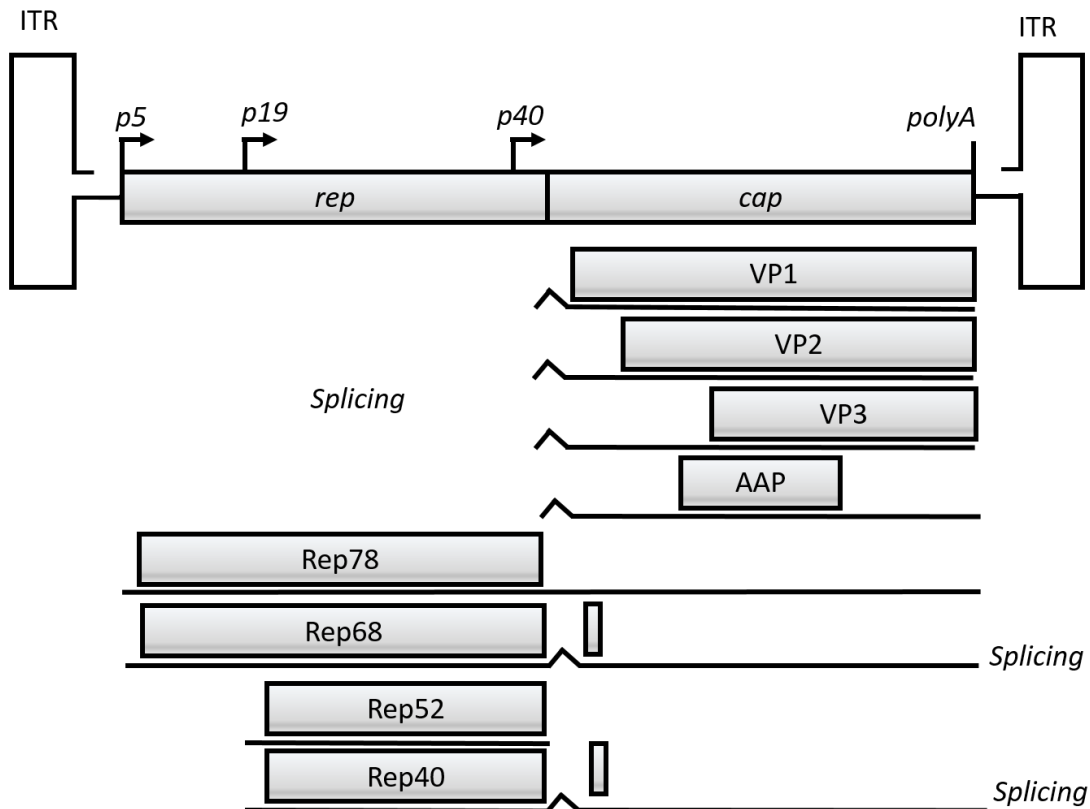 ITR
ITR
p5
p19
p40
polyA
rep
cap
VP1
VP2
Splicing
VP3
AAP
Rep78
Rep68
Splicing
Rep52
Rep40
Splicing